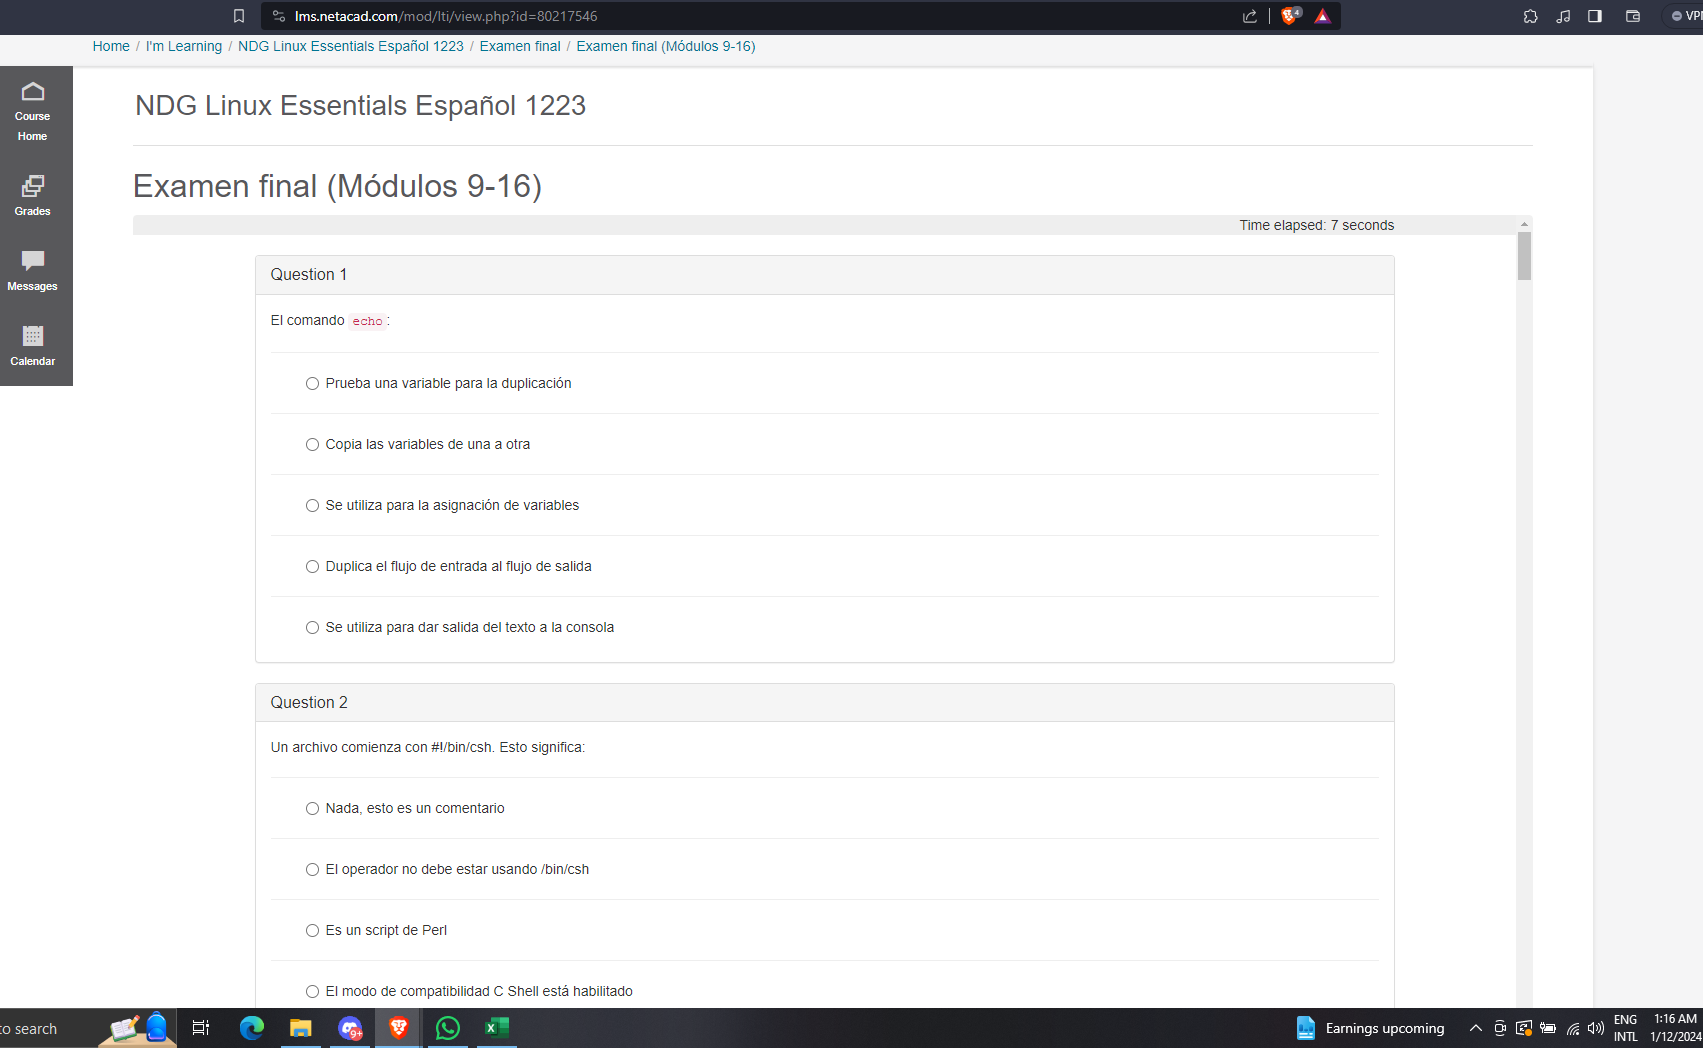 lms.netacad.com/mod/lti/view.php?id=80217546
4
VPN
Home / I'm Learning / NDG Linux Essentials Español 1223 / Examen final / Examen final (Módulos 9-16)
Course
Home
Grades
Messages
Calendar
NDG Linux Essentials Español 1223
Examen final (Módulos 9-16)
Time elapsed: 7 seconds
Question 1
El comando echo:
Prueba una variable para la duplicación
Copia las variables de una a otra
Se utiliza para la asignación de variables
Duplica el flujo de entrada al flujo de salida
Se utiliza para dar salida del texto a la consola
Question 2
Un archivo comienza con #!/bin/csh. Esto significa:
Nada, esto es un comentario
El operador no debe estar usando /bin/csh
Es un script de Perl
El modo de compatibilidad C Shell está habilitado
to search
9+
Earnings upcoming
ENG
INTL
1:16 AM
1/12/2024